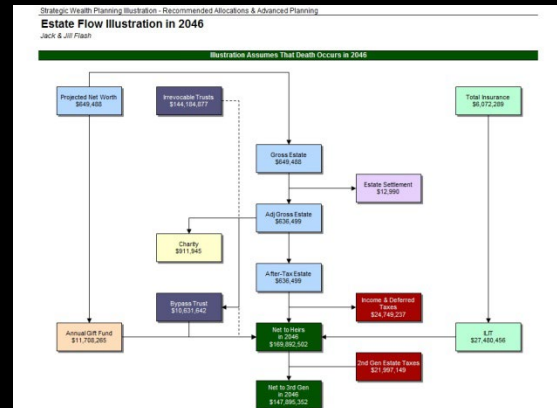 Strategic Wealth Planning Illustration - Recommended Allocations & Advanced Planning
Estate Flow Illustration in 2046
Jack & Jill Flash
Illustration Assumes That Death Occurs in 2046
Projected Net Worth
$649,488
Irrevocable Trusts
$144,184,877
Total Insurance
$6,072,289
Gross Estate
$649,488
Estate Settlement
$12,990
Adj Gross Estate
$636,499
Charity
$911,945
After-Tax Estate
$636,499
Bypass Trust
$10,631,642
Income & Deferred
Taxes
$24,749,237
Annual Gift Fund
$11,708,265
Net to Heirs
in 2046
$169,892,502
ILIT
$27,480,456
2nd Gen Estate Taxes
$21,997,149
Net to 3rd Gen
in 2046
$147,895,352